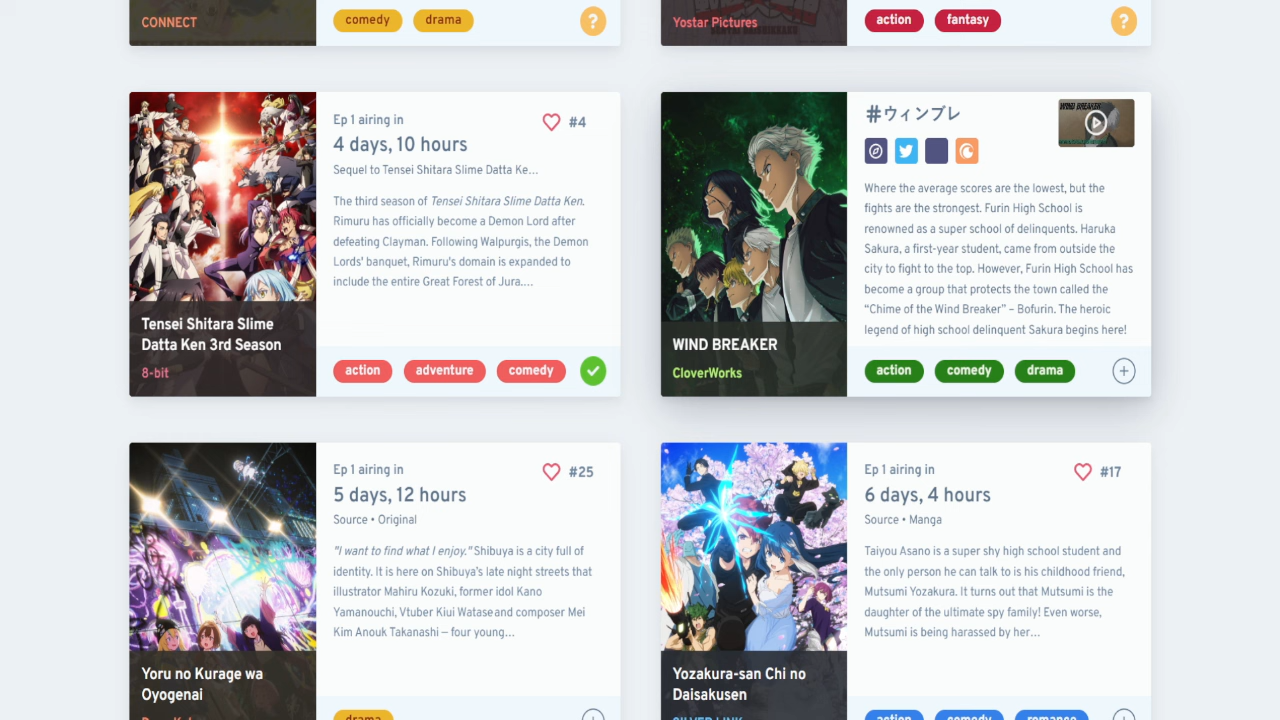 CONNECT
comedy
drama
?
Yostar Pictures
action
fantasy
?
Ep 1 airing in
#4
4 days, 10 hours
Sequel to Tensei Shitara Slime Datta Ke...
The third season of Tensei Shitara Slime Datta Ken.
Rimuru has officially become a Demon Lord after
defeating Clayman. Following Walpurgis, the Demon
Lords' banquet, Rimuru's domain is expanded to
include the entire Great Forest of Jura....
Tensei Shitara Slime
Datta Ken 3rd Season
8-bit
action
adventure
comedy
#ウィンブレ
WIND BREAKER
Where the average scores are the lowest, but the
fights are the strongest. Furin High School is
renowned as a super school of delinquents. Haruka
Sakura, a first-year student, came from outside the
city to fight to the top. However, Furin High School has
become a group that protects the town called the
“Chime of the Wind Breaker” – Bofurin. The heroic
legend of high school delinquent Sakura begins here!
WIND BREAKER
CloverWorks
action
comedy
drama
Ep 1 airing in
#25
5 days, 12 hours
Source • Original
"I want to find what I enjoy." Shibuya is a city full of
identity. It is here on Shibuya's late night streets that
illustrator Mahiru Kozuki, former idol Kano
Yamanouchi, Vtuber Kiui Watase and composer Mei
Kim Anouk Takanashi — four young...
Yoru no Kurage wa
Oyogenai
drama
Ep 1 airing in
#17
6 days, 4 hours
Source • Manga
Taiyou Asano is a super shy high school student and
the only person he can talk to is his childhood friend,
Mutsumi Yozakura. It turns out that Mutsumi is the
daughter of the ultimate spy family! Even worse,
Mutsumi is being harassed by her...
Yozakura-san Chi no
Daisakusen
SILVER LINK.
action
comedy
romance